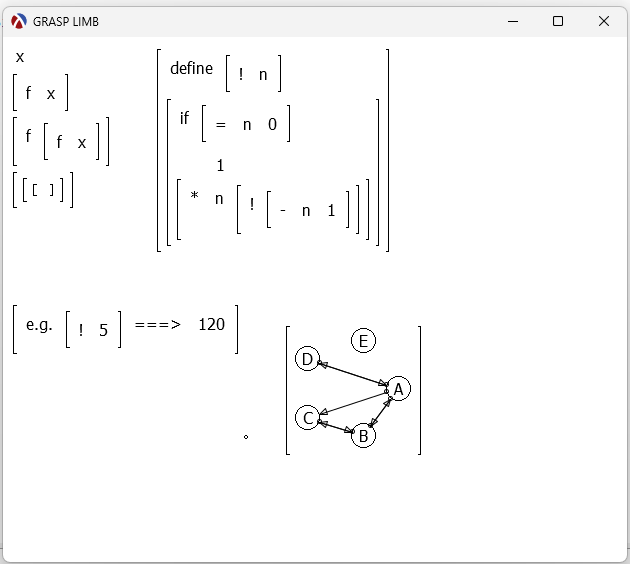 GRASP LIMB
x
f x
f f x
define ! n
if = n 0
1
* n ! - n 1
e.g. ! 5 ===> 120
E
D
A
C
B